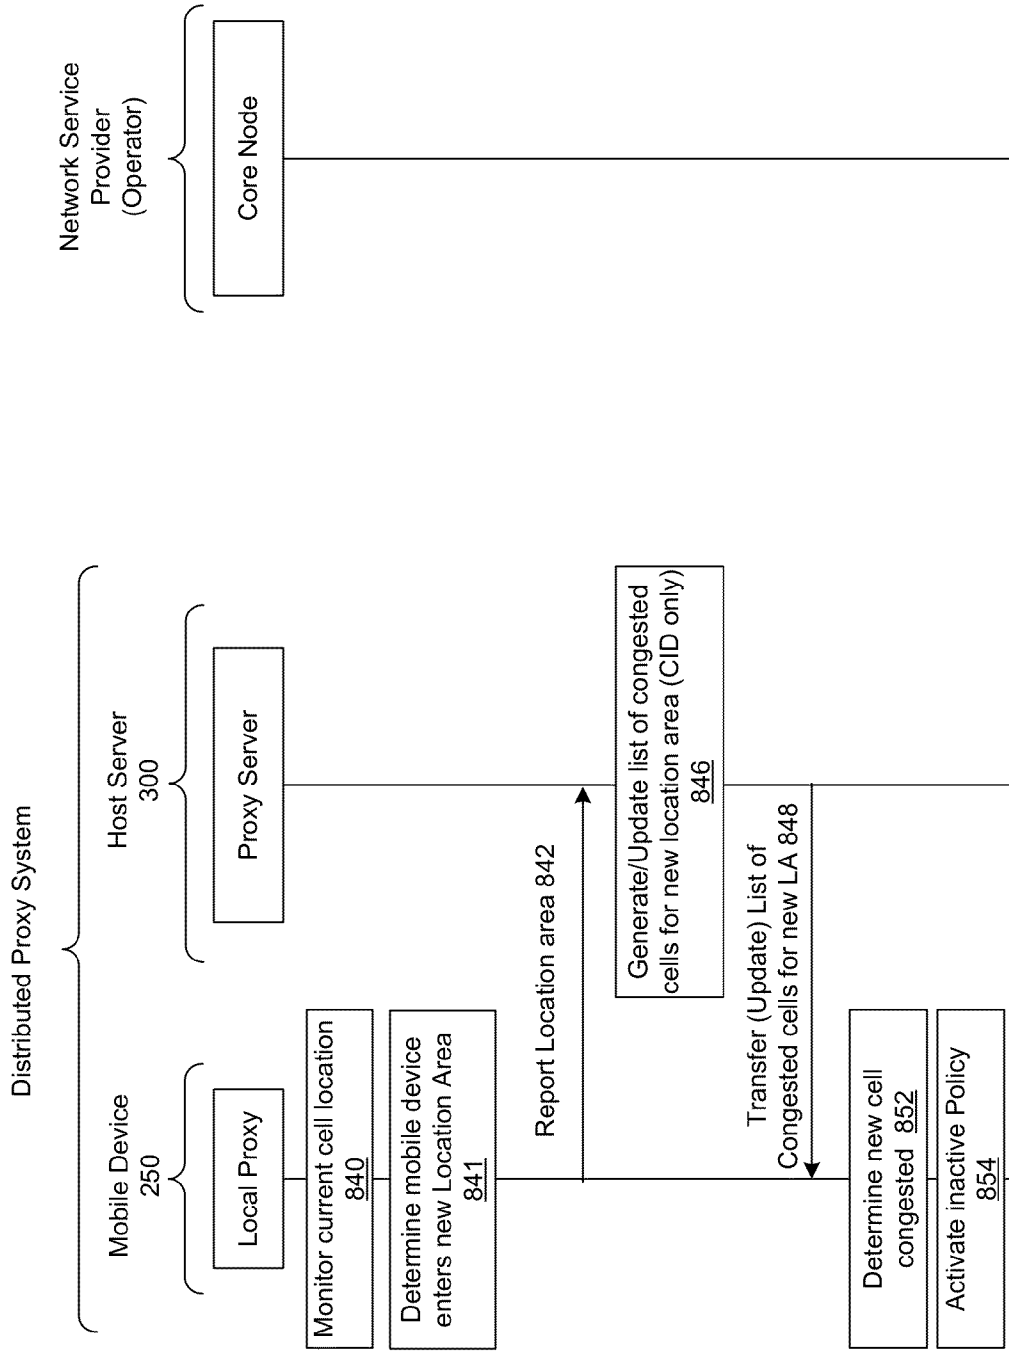 Distributed Proxy System
Mobile Device
250
Host Server
300
Network Service
Provider
(Operator)
Local Proxy
Proxy Server
Core Node
Monitor current cell location
840
Determine mobile device
enters new Location Area
841
Report Location area 842
Generate/Update list of congested
cells for new location area (CID only)
846
Transfer (Update) List of
Congested cells for new LA 848
Determine new cell
congested 852
Activate inactive Policy
854